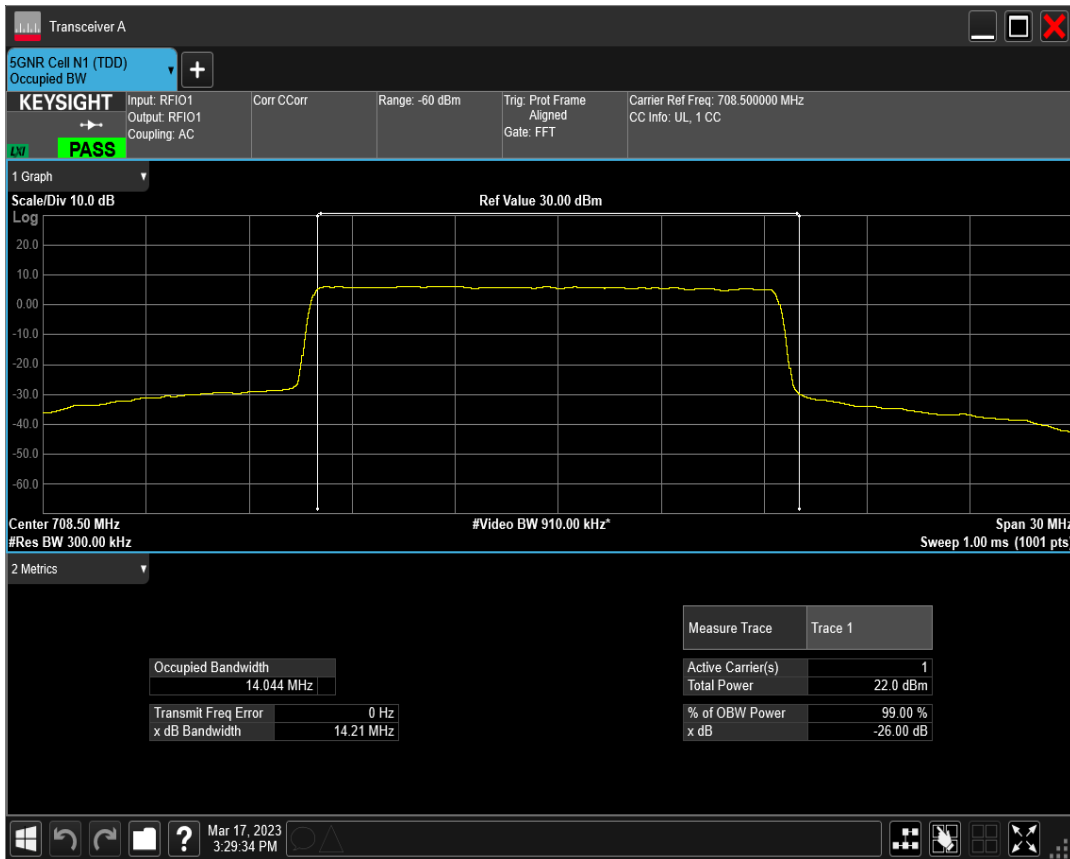 Transceiver A
5GNR Cell N1 (TDD)
Occupied BW
+
KEYSIGHT
LXI
PASS
Input: RFIO1
Output: RFIO1
Coupling: AC
Corr CCorr
Range: -60 dBm
Trig: Prot Frame
Aligned
Gate: FFT
Carrier Ref Freq: 708.500000 MHz
CC Info: UL, 1 CC
1 Graph
Scale/Div 10.0 dB
Ref Value 30.00 dBm
Log
20.0
10.0
0.00
-10.0
-20.0
-30.0
-40.0
-50.0
-60.0
Center 708.50 MHz
#Video BW 910.00 kHz*
Span 30 MHz
#Res BW 300.00 kHz
Sweep 1.00 ms (1001 pts)
2 Metrics
Measure Trace Trace 1
Occupied Bandwidth
14.044 MHz
Active Carrier(s) 1
Total Power 22.0 dBm
Transmit Freq Error 0 Hz
x dB Bandwidth 14.21 MHz
% of OBW Power 99.00 %
x dB -26.00 dB
?
Mar 17, 2023
3:29:34 PM